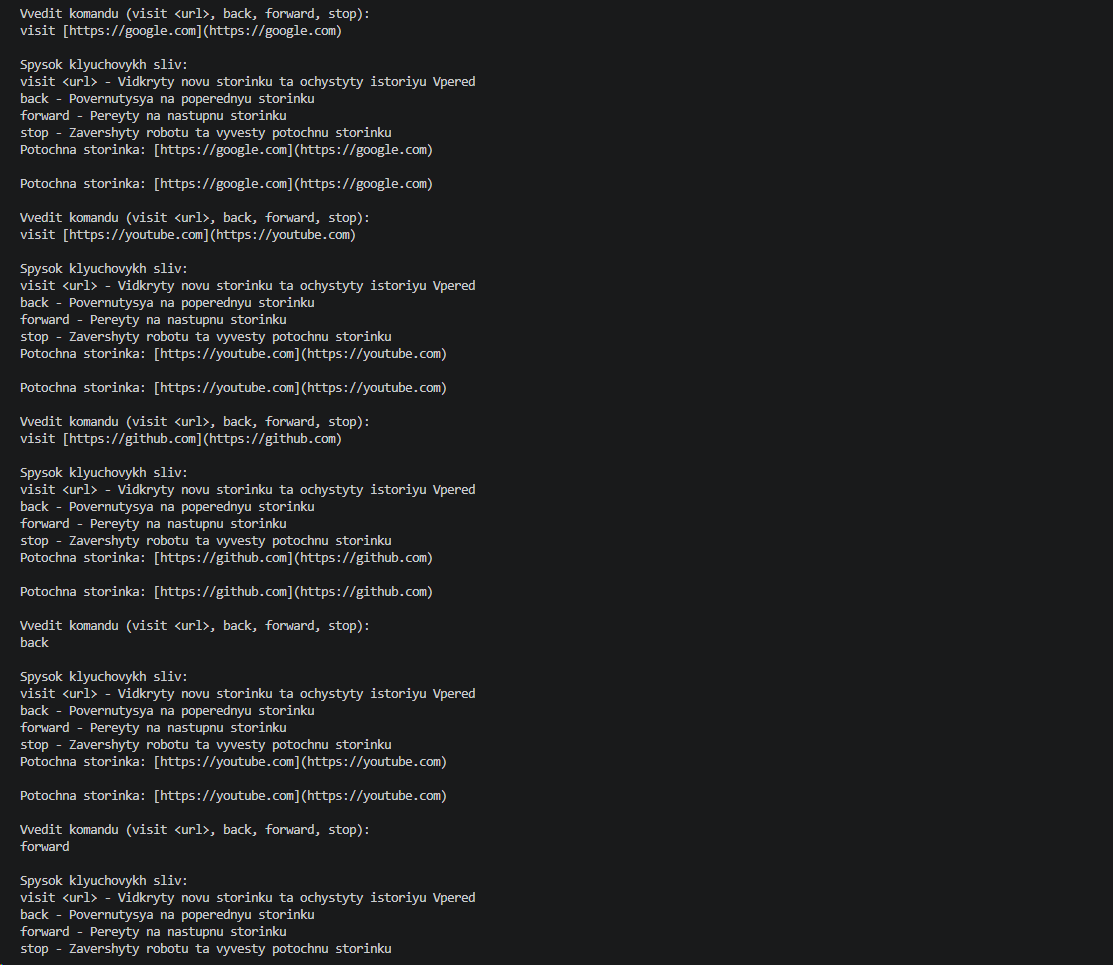 Vvedit komandu (visit <url>, back, forward, stop):
visit [https://google.com](https://google.com)
Spysok klyuchovykh sliv:
visit <url> - Vidkryty novu storinku ta ochystyty istoriyu Vpered
back - Povernutysya na poperednyu storinku
forward - Pereyty na nastupnu storinku
stop - Zavershyty robotu ta vyvesty potochnu storinku
Potochna storinka: [https://google.com](https://google.com)
Potochna storinka: [https://google.com](https://google.com)
Vvedit komandu (visit <url>, back, forward, stop):
visit [https://youtube.com](https://youtube.com)
Spysok klyuchovykh sliv:
visit <url> - Vidkryty novu storinku ta ochystyty istoriyu Vpered
back - Povernutysya na poperednyu storinku
forward - Pereyty na nastupnu storinku
stop - Zavershyty robotu ta vyvesty potochnu storinku
Potochna storinka: [https://youtube.com](https://youtube.com)
Potochna storinka: [https://youtube.com](https://youtube.com)
Vvedit komandu (visit <url>, back, forward, stop):
visit [https://github.com](https://github.com)
Spysok klyuchovykh sliv:
visit <url> - Vidkryty novu storinku ta ochystyty istoriyu Vpered
back - Povernutysya na poperednyu storinku
forward - Pereyty na nastupnu storinku
stop - Zavershyty robotu ta vyvesty potochnu storinku
Potochna storinka: [https://github.com](https://github.com)
Potochna storinka: [https://github.com](https://github.com)
Vvedit komandu (visit <url>, back, forward, stop):
back
Spysok klyuchovykh sliv:
visit <url> - Vidkryty novu storinku ta ochystyty istoriyu Vpered
back - Povernutysya na poperednyu storinku
forward - Pereyty na nastupnu storinku
stop - Zavershyty robotu ta vyvesty potochnu storinku
Potochna storinka: [https://youtube.com](https://youtube.com)
Potochna storinka: [https://youtube.com](https://youtube.com)
Vvedit komandu (visit <url>, back, forward, stop):
forward
Spysok klyuchovykh sliv:
visit <url> - Vidkryty novu storinku ta ochystyty istoriyu Vpered
back - Povernutysya na poperednyu storinku
forward - Pereyty na nastupnu storinku
stop - Zavershyty robotu ta vyvesty potochnu storinku